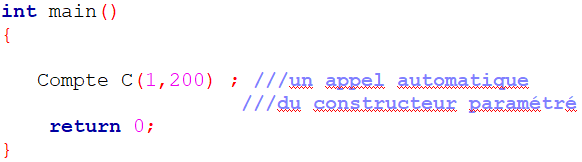 int main()
{
Compte C(1,200) ; ///un appel automatique
///du constructeur paramétré
return 0;
}